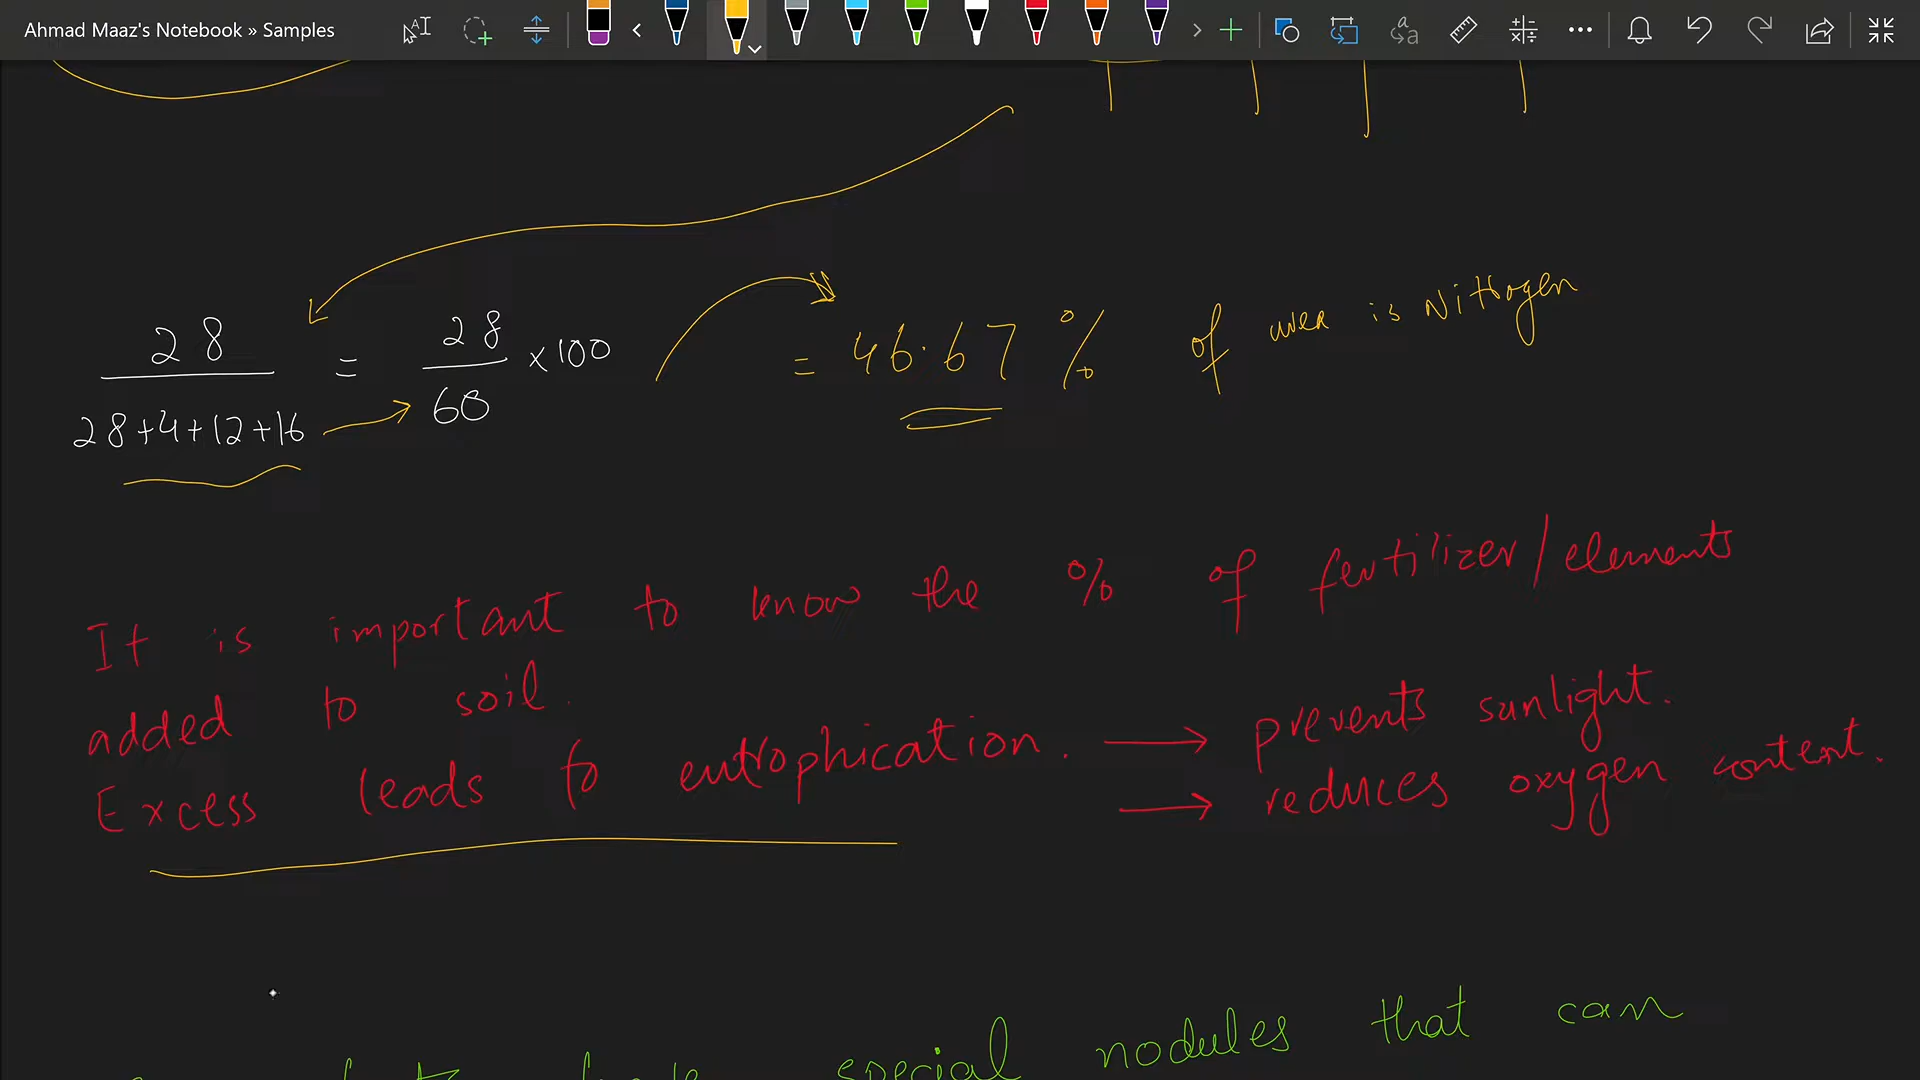 Ahmad Maaz's Notebook » Samples
28 / 28+4+12+16 = 28 / 60 × 100 = 46.67 % of urea is Nitrogen
It is important to know the % of fertilizer/elements
added to soil.
Excess leads to eutrophication. → prevents sunlight.
→ reduces oxygen content.
special nodules that can